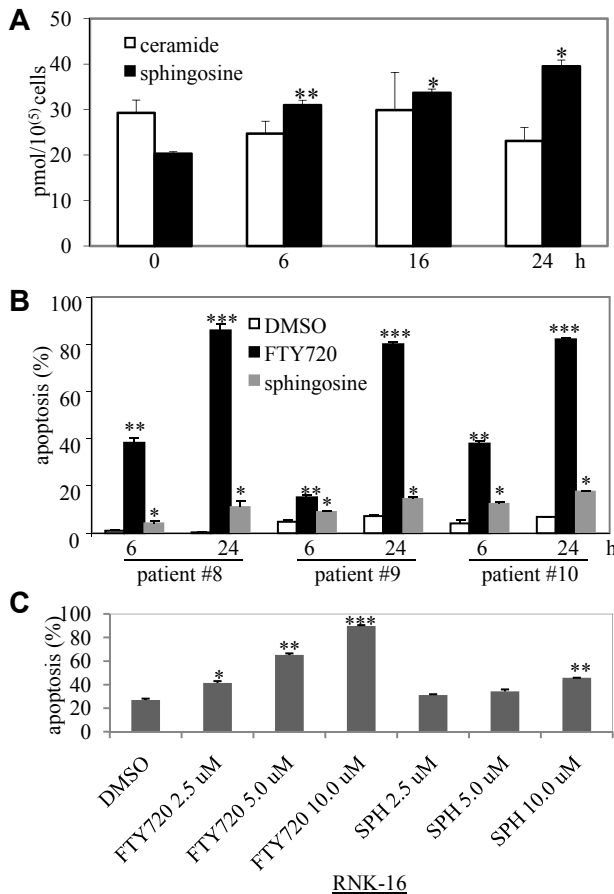 A
50
40
30
20
10
0
pmol/10(5) cells
ceramide
sphingosine
**
*
*
0 6 16 24 h
B
100
80
60
40
20
0
apoptosis (%)
DMSO
FTY720
sphingosine
***
***
***
**
*
*
**
*
*
**
*
*
6 24 6 24 6 24 h
patient #8 patient #9 patient #10
C
100
80
60
40
20
0
apoptosis (%)
*
**
***
**
DMSO
FTY720 2.5 uM
FTY720 5.0 uM
FTY720 10.0 uM
SPH 2.5 uM
SPH 5.0 uM
SPH 10.0 uM
RNK-16